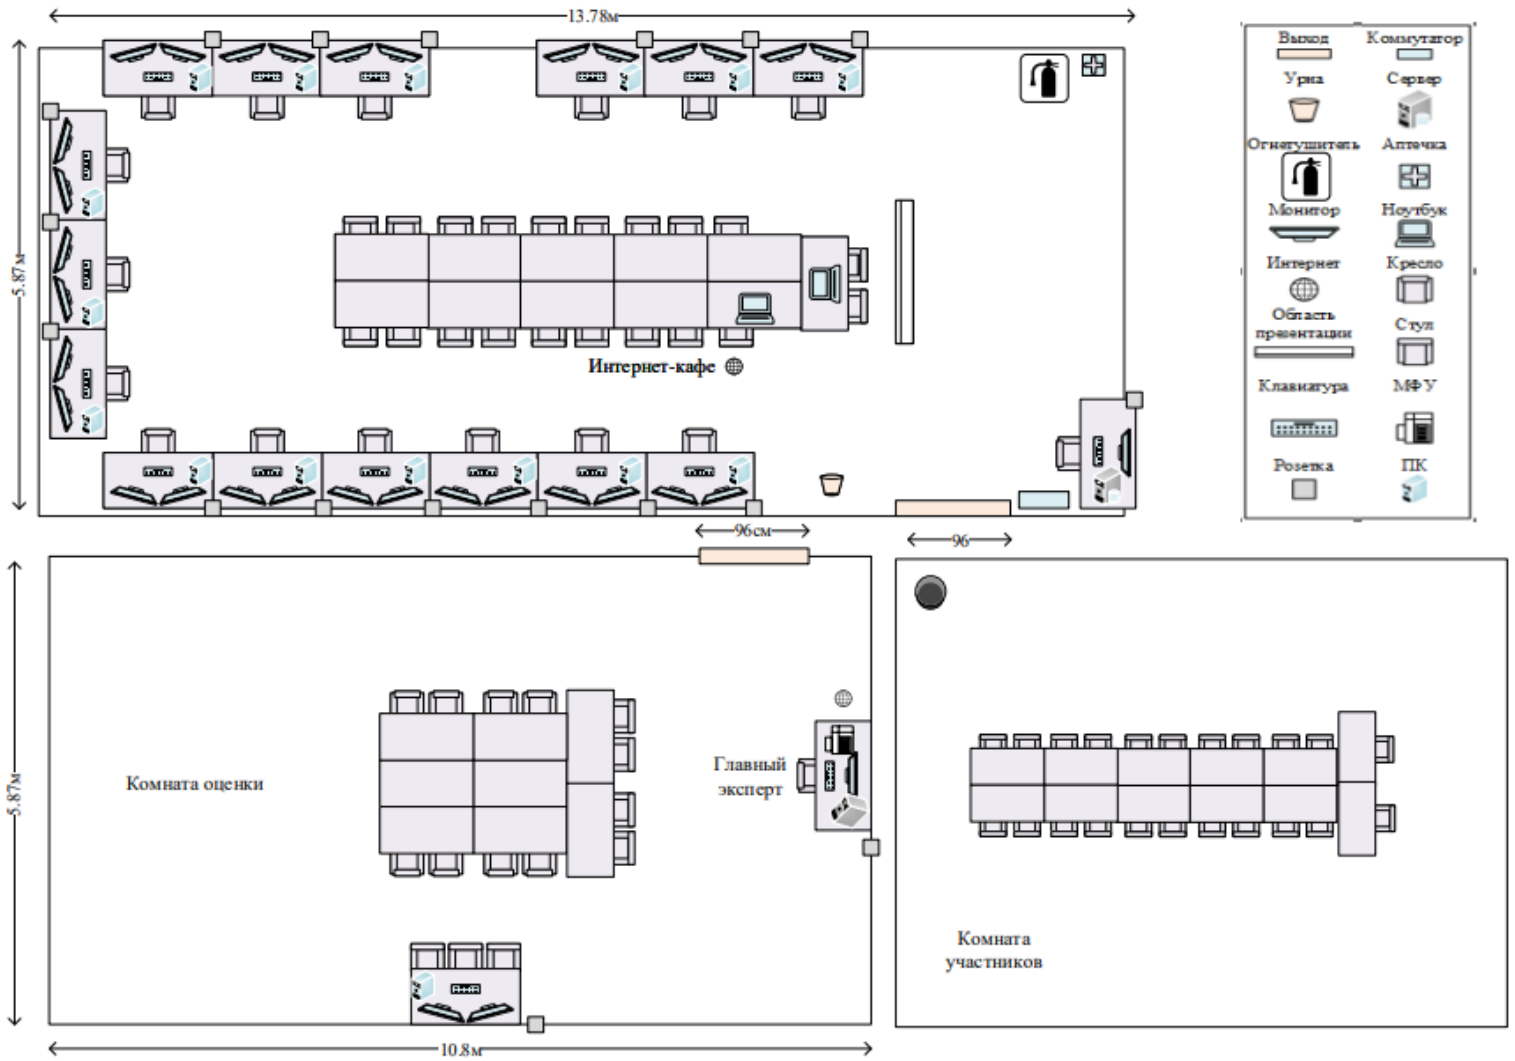 13.78м
5.87м
Интернет-кафе
Выход
Коммутатор
Урна
Сервер
Огнетушитель
Аптечка
Монитор
Ноутбук
Интернет
Кресло
Область
презентации
Стул
Клавиатура
МФУ
Розетка
ПК
96см
96
5.87м
Комната оценки
Главный
эксперт
10.8м
Комната
участников